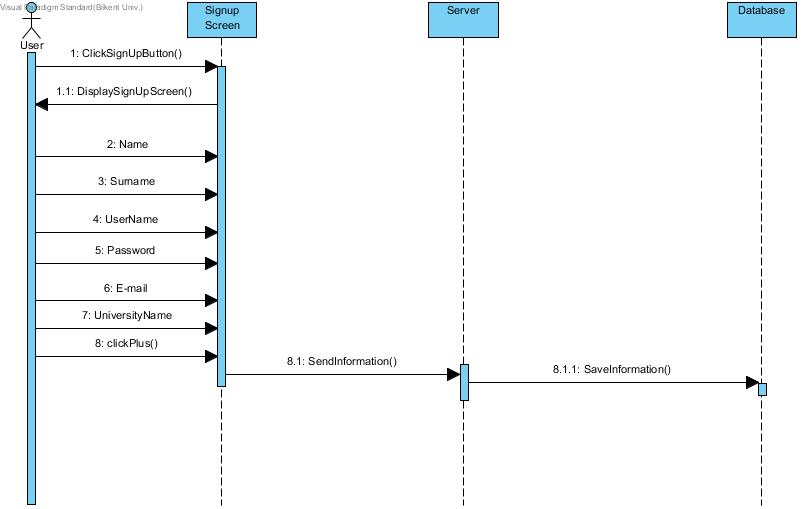 Visual Paradigm Standard(Bilkent Univ.)
Signup
Screen
Server
Database
User
1: ClickSignUpButton()
1.1: DisplaySignUpScreen()
2: Name
3: Surname
4: UserName
5: Password
6: E-mail
7: UniversityName
8: clickPlus()
8.1: SendInformation()
8.1.1: SaveInformation()